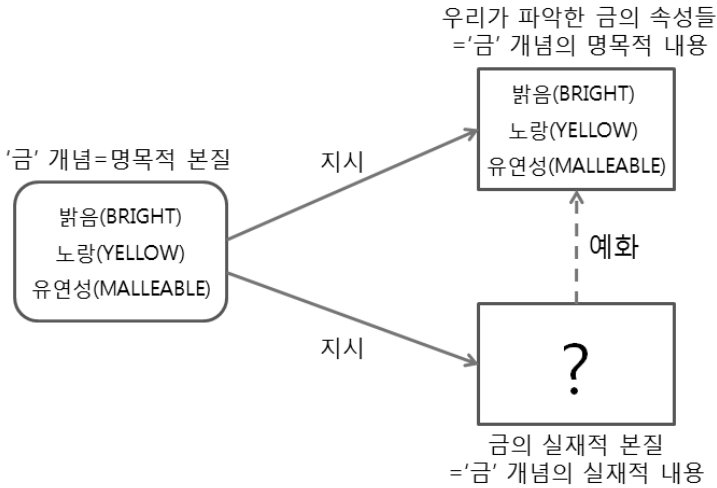 우리가 파악한 금의 속성들
='금' 개념의 명목적 내용
밝음(BRIGHT)
노랑(YELLOW)
유연성(MALLEABLE)
'금' 개념=명목적 본질
밝음(BRIGHT)
노랑(YELLOW)
유연성(MALLEABLE)
지시
예화
지시
?
금의 실재적 본질
='금' 개념의 실재적 내용